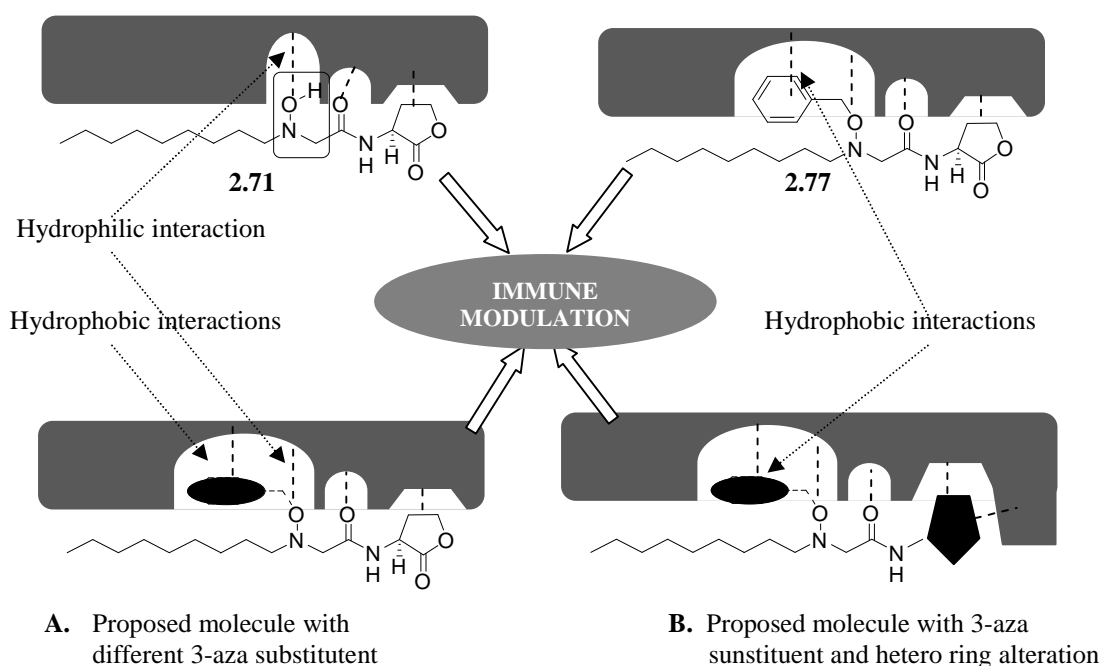 O H
N O
N
H H
O
O
2.71
O
N O
N
H H
O
O
2.77
Hydrophilic interaction
Hydrophobic interactions
IMMUNE
MODULATION
Hydrophobic interactions
O O
N
N
H H
O
O
O O
N N
H
A. Proposed molecule with
different 3-aza substitutent
B. Proposed molecule with 3-aza
sunstituent and hetero ring alteration